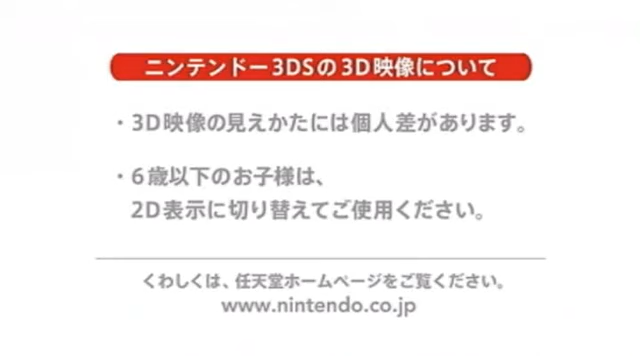 ニンテンドー3DSの3D映像について
・3D映像の見えかたには個人差があります。
・6歳以下のお子様は、
2D表示に切り替えてご使用ください。
くわしくは、任天堂ホームページをご覧ください。
www.nintendo.co.jp